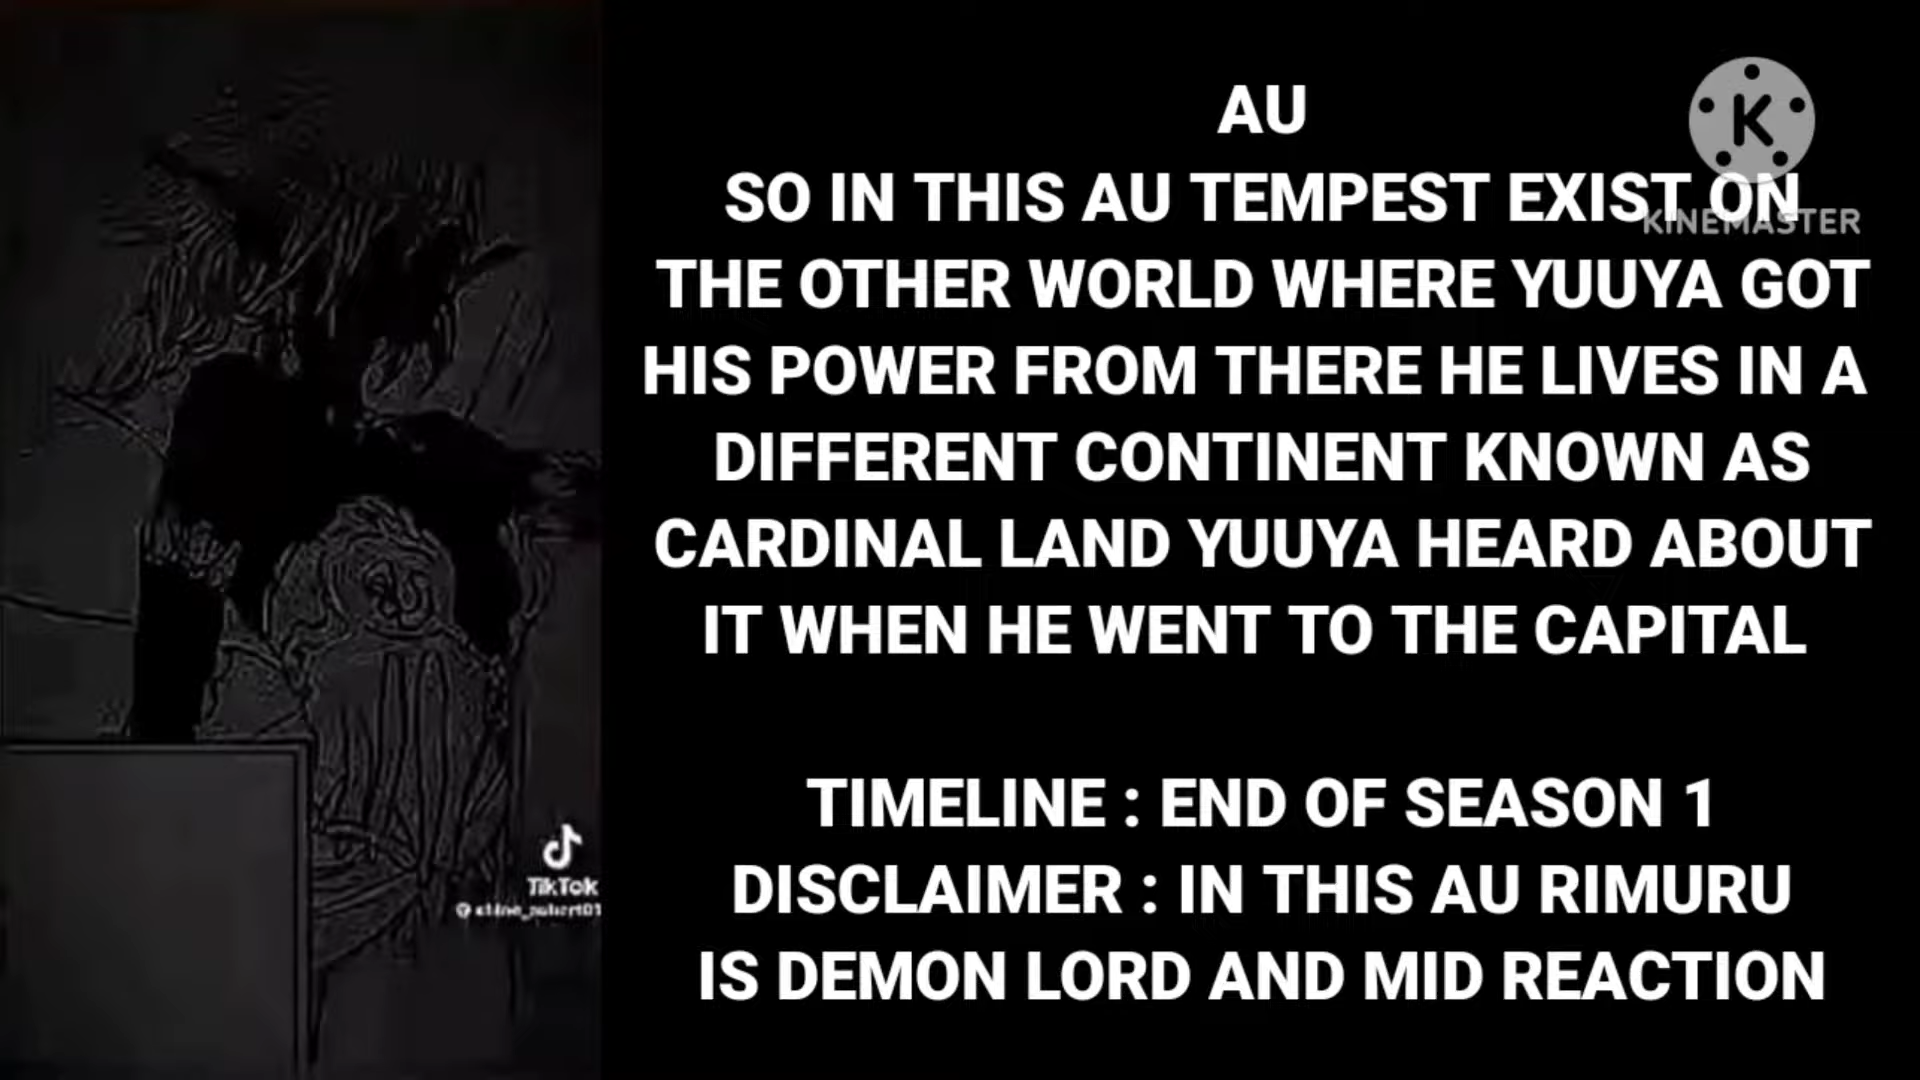 AU
SO IN THIS AU TEMPEST EXIST ON
KINEMASTER
THE OTHER WORLD WHERE YUUYA GOT
HIS POWER FROM THERE HE LIVES IN A
DIFFERENT CONTINENT KNOWN AS
CARDINAL LAND YUUYA HEARD ABOUT
IT WHEN HE WENT TO THE CAPITAL
TIMELINE : END OF SEASON 1
DISCLAIMER : IN THIS AU RIMURU
IS DEMON LORD AND MID REACTION
TikTok